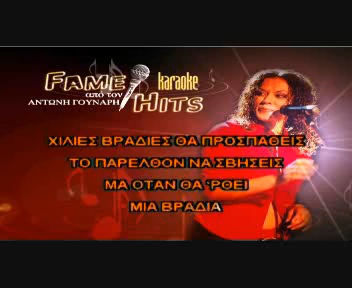 FAME karaoke
από τον
ΑΝΤΩΝΗ ΓΟΥΝΑΡΗ HITS
ΧΙΛΙΕΣ ΒΡΑΔΙΕΣ ΘΑ ΠΡΟΣΠΑΘΕΙΣ
ΤΟ ΠΑΡΕΛΘΟΝ ΝΑ ΣΒΗΣΕΙΣ
ΜΑ ΟΤΑΝ ΘΑ 'ΡΘΕΙ
ΜΙΑ ΒΡΑΔΙΑ